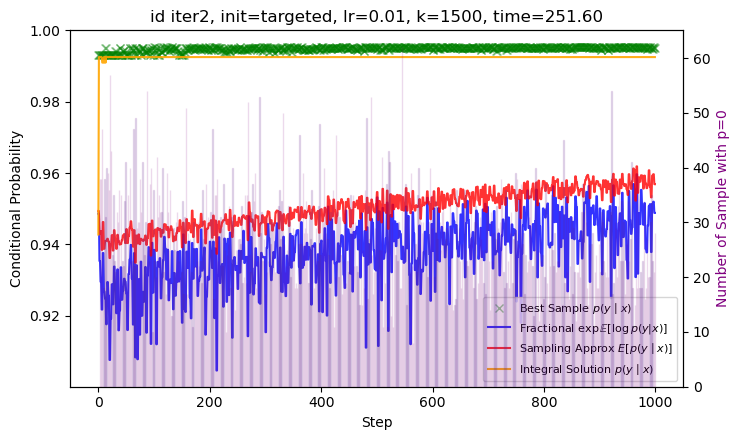 id iter2, init=targeted, lr=0.01, k=1500, time=251.60
Conditional Probability
1.00
0.98
0.96
0.94
0.92
60
50
40
30
20
10
0
Number of Sample with p=0
Best Sample p(y | x)
Fractional exp𝔼[log p(y|x)]
Sampling Approx E[p(y | x)]
Integral Solution p(y | x)
0
200
400
600
800
1000
Step